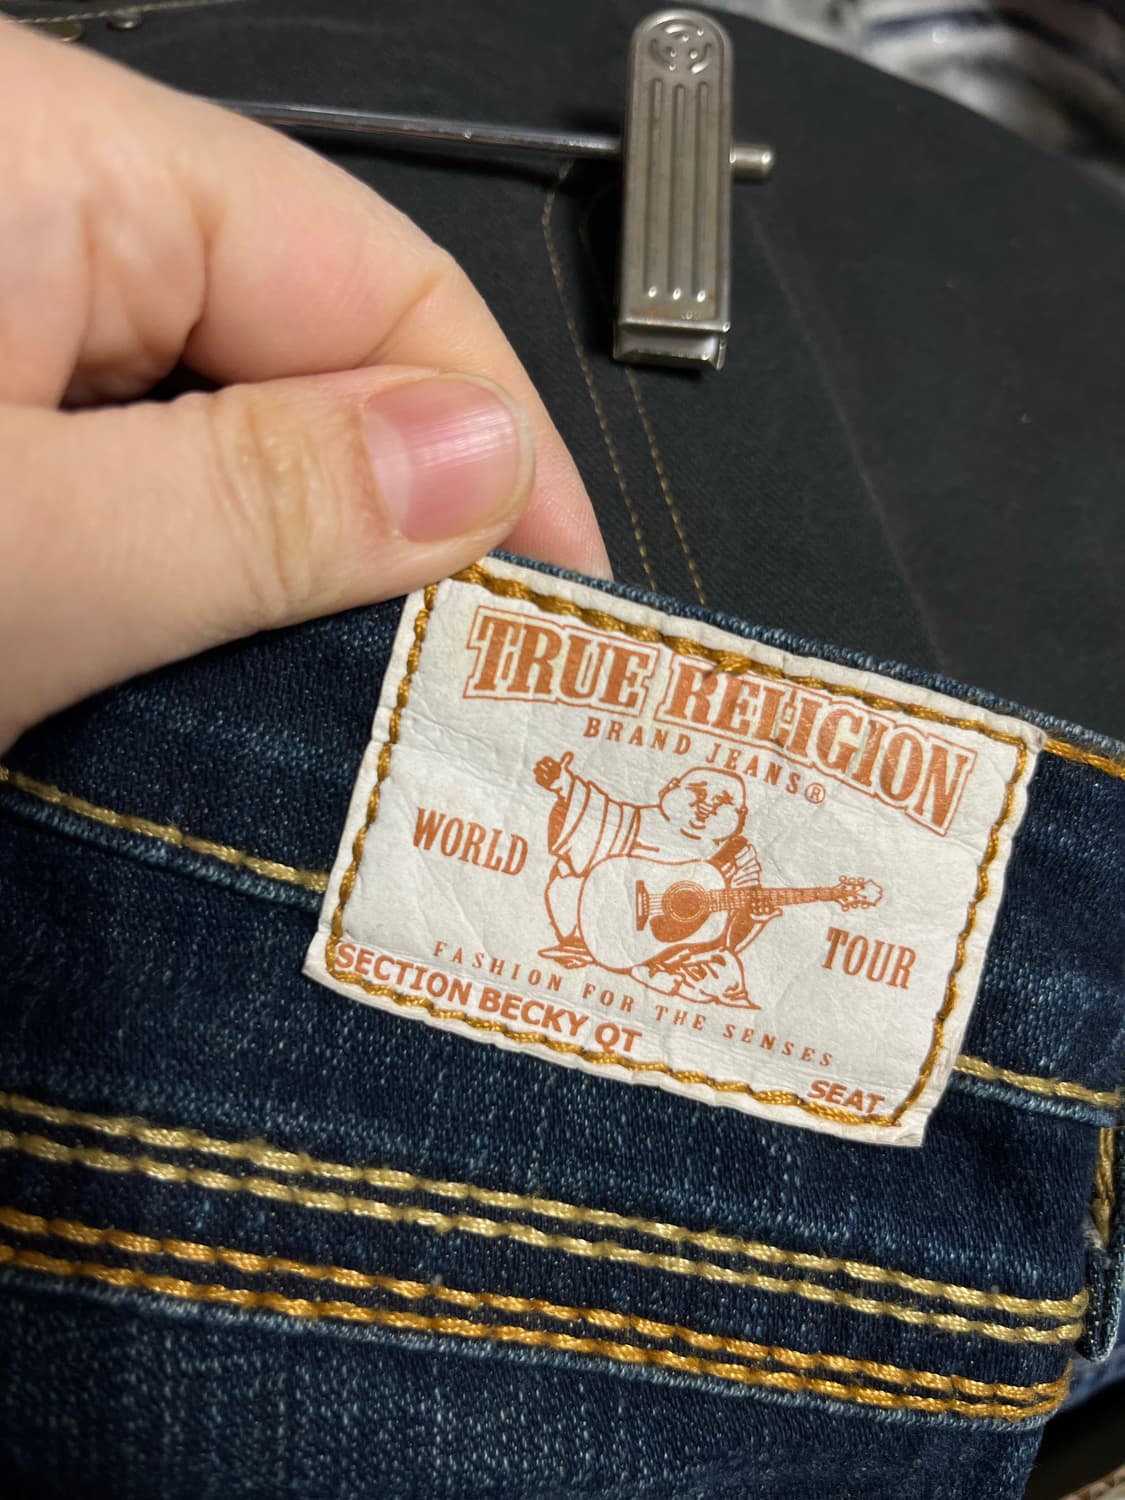 TRUE RELIGION
BRAND JEANS®
WORLD TOUR
FASHION FOR THE SENSES
SECTION BECKY QT
SEAT